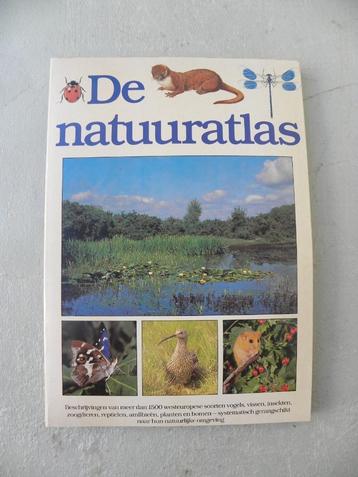 De
natuuratlas
Beschrijvingen van meer dan 1500 westeuropese soorten vogels, vissen, insekten,
zoogdieren, reptielen, amfibieën, planten en bomen – systematisch gerangschikt
naar hun natuurlijke omgeving